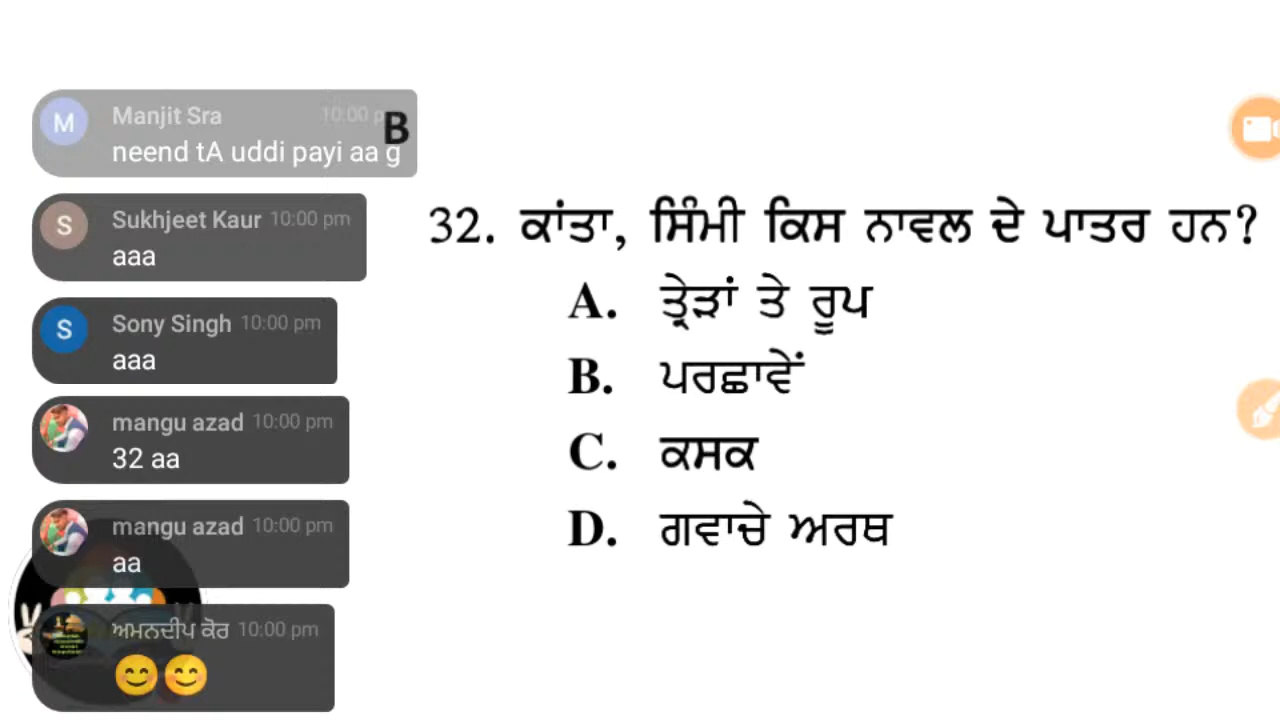 Manjit Sra 10:00 p
neend tA uddi payi aa g
B
Sukhjeet Kaur 10:00 pm
aaa
Sony Singh 10:00 pm
aaa
mangu azad 10:00 pm
32 aa
mangu azad 10:00 pm
aa
ਅਮਨਦੀਪ ਕੋਰ 10:00 pm
😊😊
32. ਕਾਂਤਾ, ਸਿੰਮੀ ਕਿਸ ਨਾਵਲ ਦੇ ਪਾਤਰ ਹਨ?
A. ਤ੍ਰੇੜਾਂ ਤੇ ਰੂਪ
B. ਪਰਛਾਵੇਂ
C. ਕਸਕ
D. ਗਵਾਚੇ ਅਰਥ